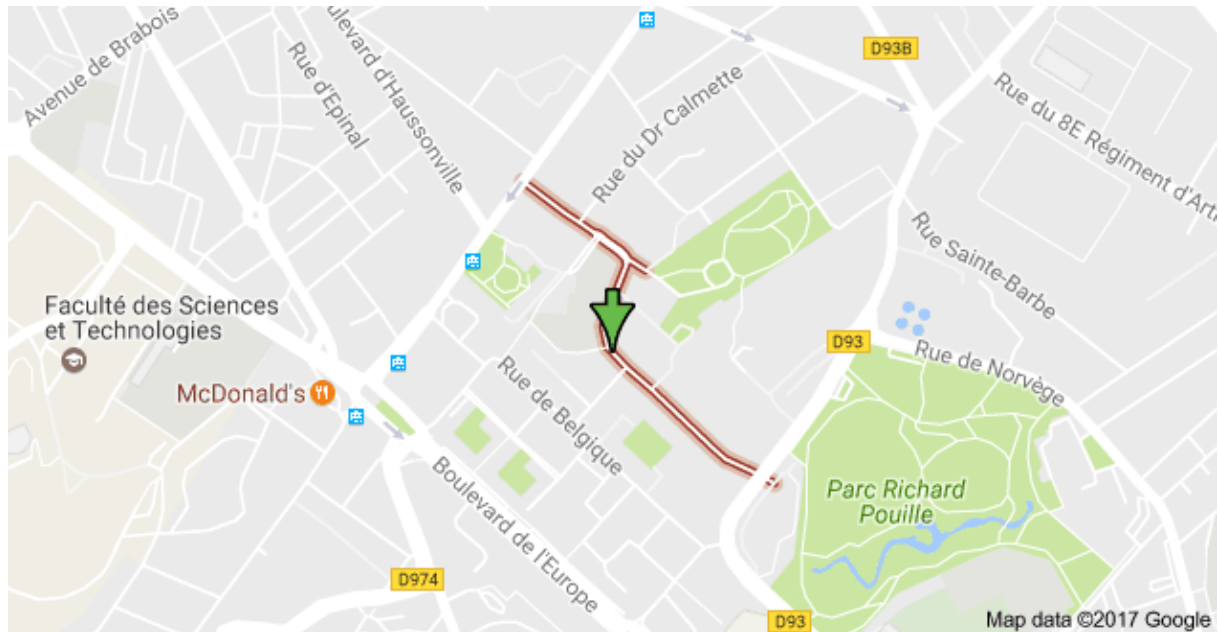 Avenue de Brabois
Rue d'Epinal
ulevard d'Haussonville
Rue du Dr Calmette
D93B
Rue du 8E Régiment d'Arti
Rue Sainte-Barbe
Faculté des Sciences
et Technologies
McDonald's
D93
Rue de Norvège
Rue de Belgique
Boulevard de l'Europe
Parc Richard
Pouille
D974
D93
Map data ©2017 Google